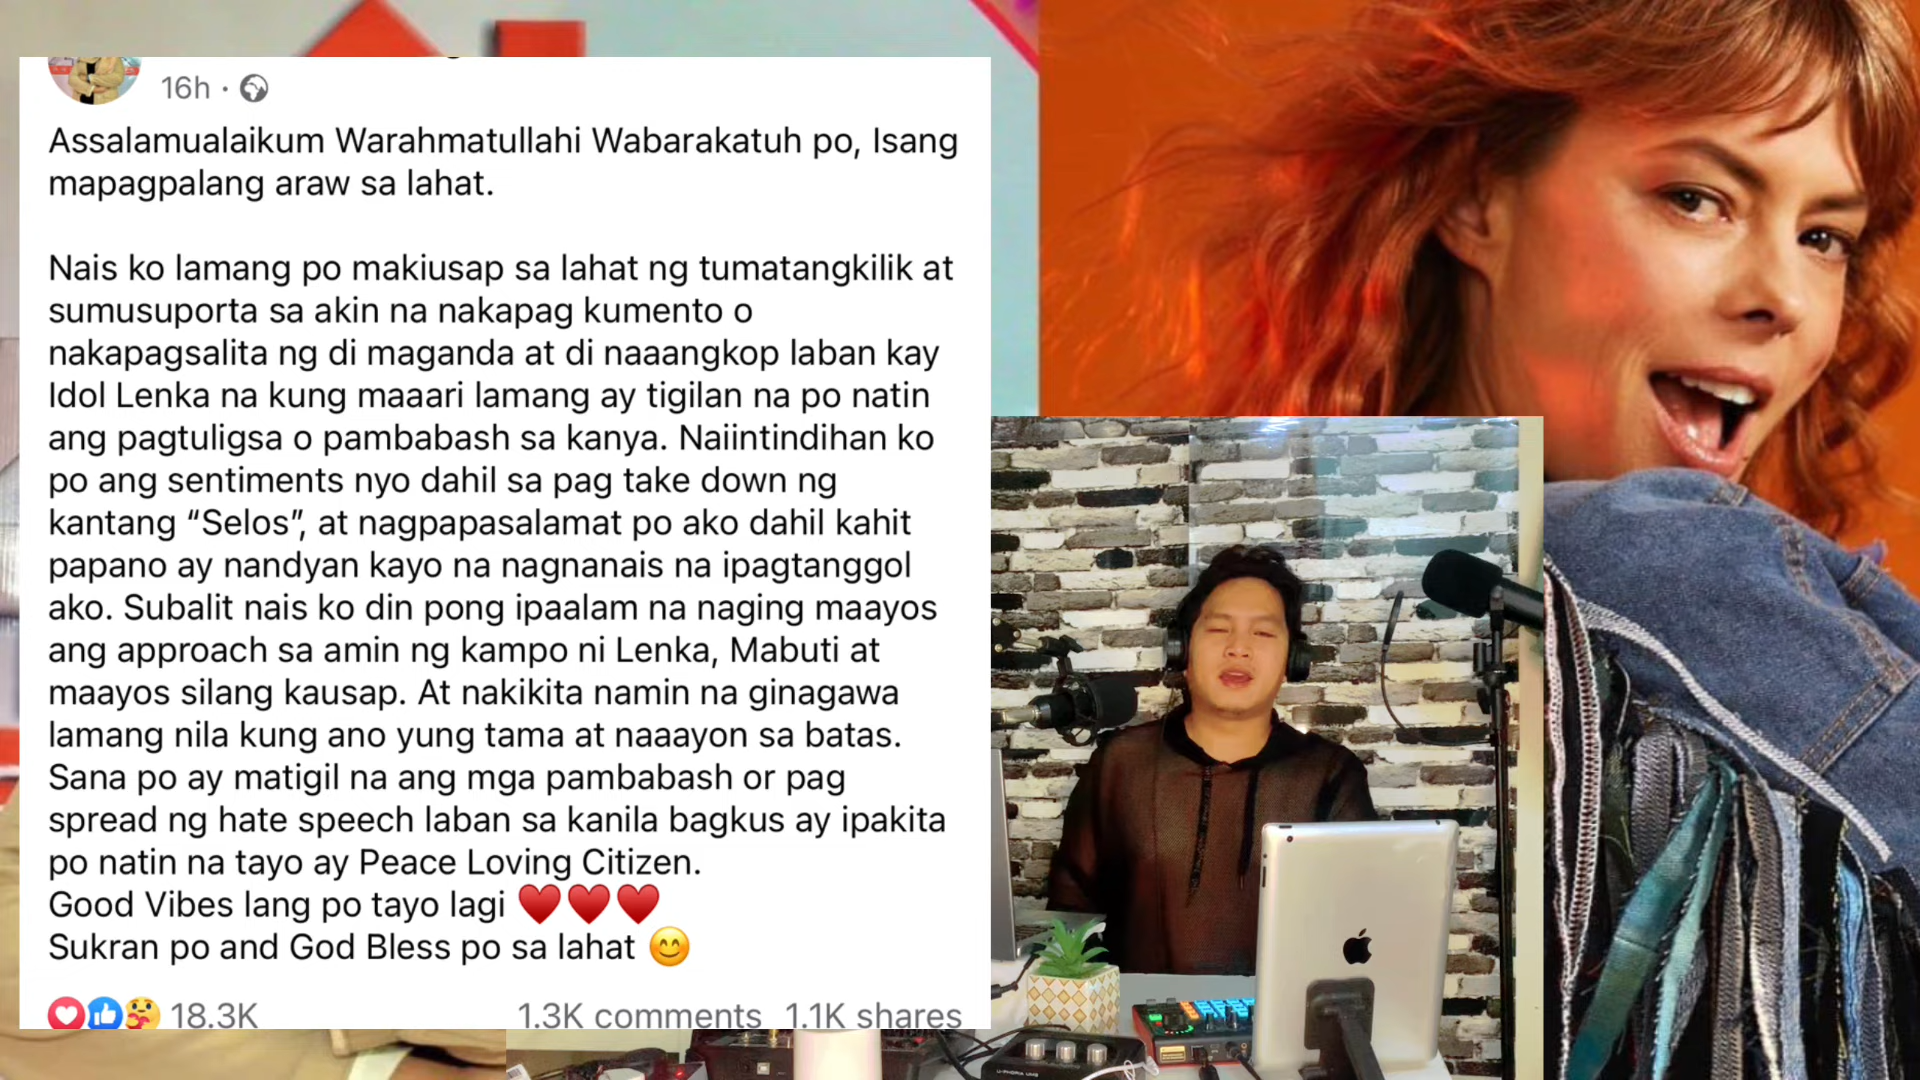 16h ·
Assalamualaikum Warahmatullahi Wabarakatuh po, Isang
mapagpalang araw sa lahat.
Nais ko lamang po makiusap sa lahat ng tumatangkilik at
sumusuporta sa akin na nakapag kumento o
nakapagsalita ng di maganda at di naaangkop laban kay
Idol Lenka na kung maaari lamang ay tigilan na po natin
ang pagtuligsa o pambabash sa kanya. Naiintindihan ko
po ang sentiments nyo dahil sa pag take down ng
kantang “Selos”, at nagpapasalamat po ako dahil kahit
papano ay nandyan kayo na nagnanais na ipagtanggol
ako. Subalit nais ko din pong ipaalam na naging maayos
ang approach sa amin ng kampo ni Lenka, Mabuti at
maayos silang kausap. At nakikita namin na ginagawa
lamang nila kung ano yung tama at naaayon sa batas.
Sana po ay matigil na ang mga pambabash or pag
spread ng hate speech laban sa kanila bagkus ay ipakita
po natin na tayo ay Peace Loving Citizen.
Good Vibes lang po tayo lagi ♥️♥️♥️
Sukran po and God Bless po sa lahat 😊
18.3K 1.3K comments 1.1K shares